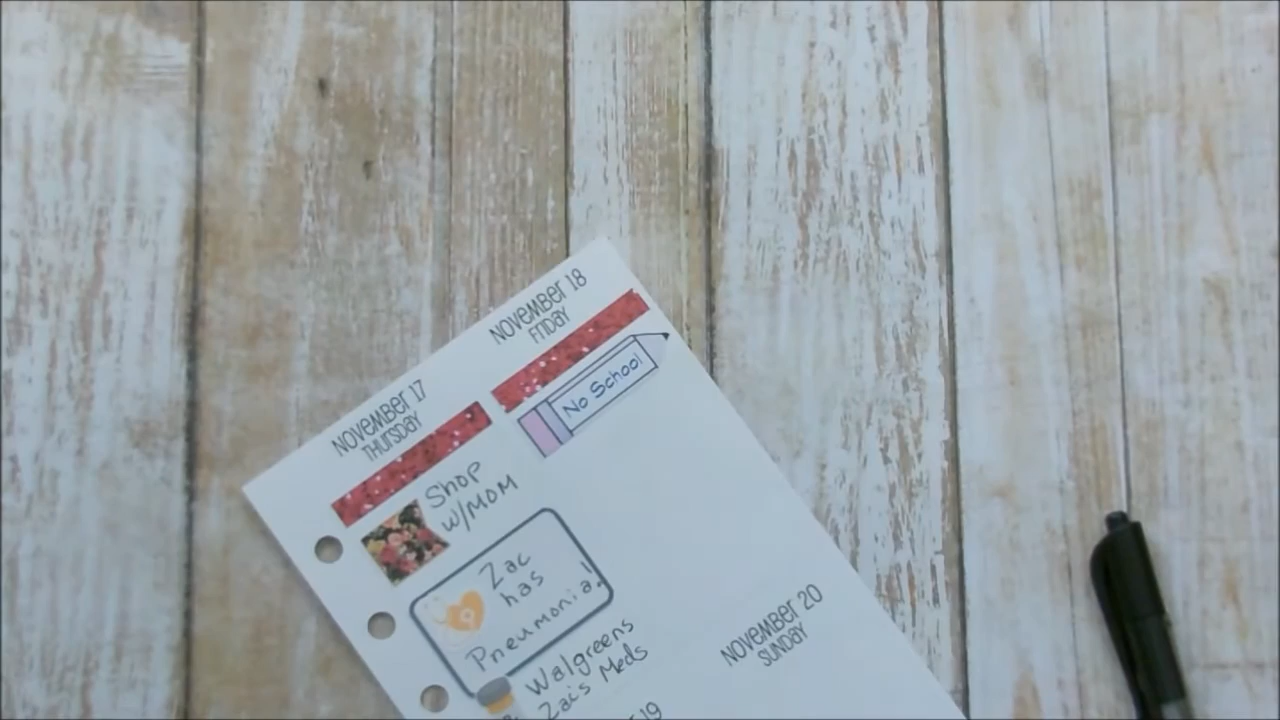 NOVEMBER 17
THURSDAY
Shop
w/MOM
Zac
has
Pneumonia!
Walgreens
Zac's Meds
NOVEMBER 18
FRIDAY
No School
19
NOVEMBER 20
SUNDAY